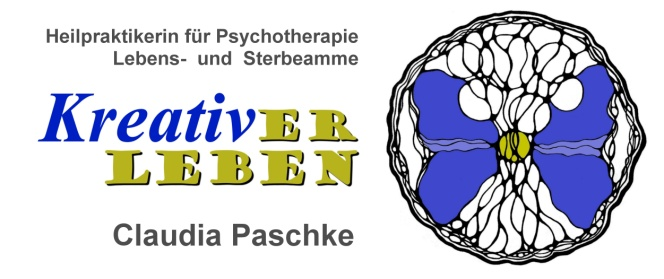 Heilpraktikerin für Psychotherapie
Lebens- und Sterbeamme
KreativER
LEBEN
Claudia Paschke